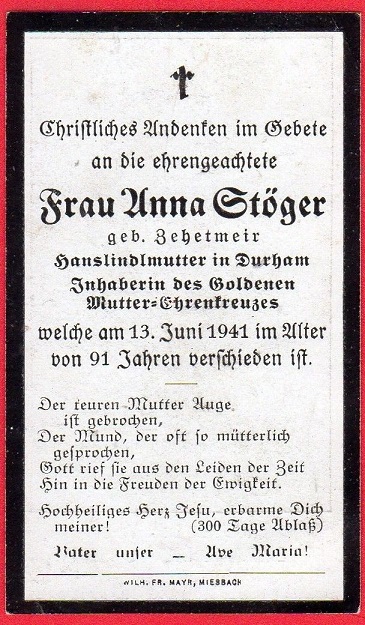 Christliches Andenken im Gebete
an die ehrengeachtete
Frau Anna Stöger
geb. Zehetmeir
Hanslindlmutter in Durham
Inhaberin des Goldenen
Mutter=Ehrenkreuzes
welche am 13. Juni 1941 im Alter
von 91 Jahren verschieden ist.
Der teuren Mutter Auge
ist gebrochen,
Der Mund, der oft so mütterlich
gesprochen,
Gott rief sie aus den Leiden der Zeit
Hin in die Freuden der Ewigkeit.
Hochheiliges Herz Jesu, erbarme Dich
meiner! (300 Tage Ablaß)
Vater unser — Ave Maria!
WILH. FR. MAYR, MIESBACH